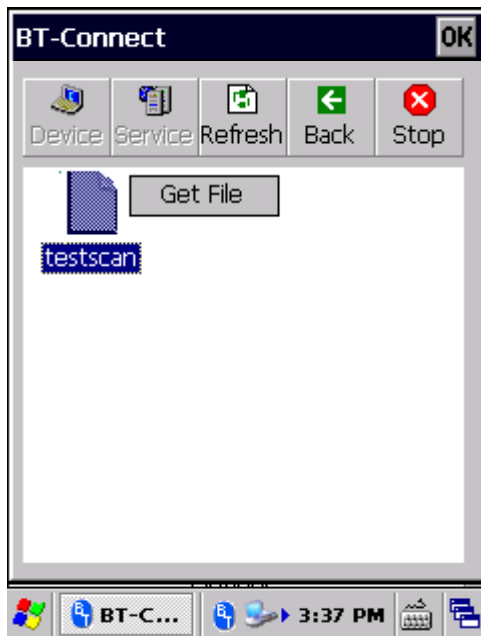 BT-Connect OK
Device Service Refresh Back Stop
Get File
testscan
BT-C... 3:37 PM